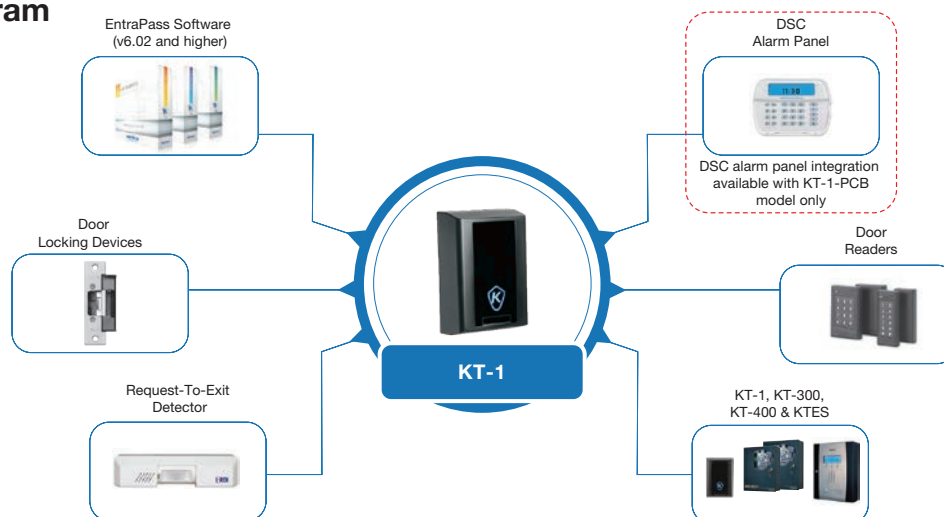 ram
EntraPass Software
(v6.02 and higher)
DSC
Alarm Panel
11:30
DSC alarm panel integration
available with KT-1-PCB
model only
Door
Locking Devices
Door
Readers
K
KT-1
Request-To-Exit
Detector
KT-1, KT-300,
KT-400 & KTES